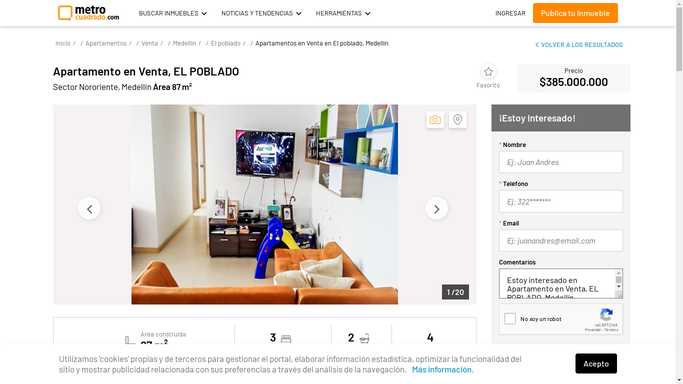 metro
cuadrado.com
BUSCAR INMUEBLES
NOTICIAS Y TENDENCIAS
HERRAMIENTAS
INGRESAR
Publica tu Inmueble
Inicio / / Apartamentos / / Venta / / Medellín / / El poblado / / Apartamentos en Venta en El poblado, Medellín
VOLVER A LOS RESULTADOS
Apartamento en Venta, EL POBLADO
Sector Nororiente, Medellín Área 87 m²
Favorito
Precio
$385.000.000
1 / 20
¡Estoy Interesado!
* Nombre
Ej: Juan Andres
* Teléfono
Ej: 322*******
* Email
Ej: juanandres@email.com
Comentarios
Estoy interesado en
Apartamento en Venta, EL
POBLADO, Medellín
No soy un robot
reCAPTCHA
Privacidad - Términos
Área construida
87 m²
3
2
4
Utilizamos 'cookies' propias y de terceros para gestionar el portal, elaborar información estadística, optimizar la funcionalidad del
sitio y mostrar publicidad relacionada con sus preferencias a través del análisis de la navegación. Más información.
Acepto